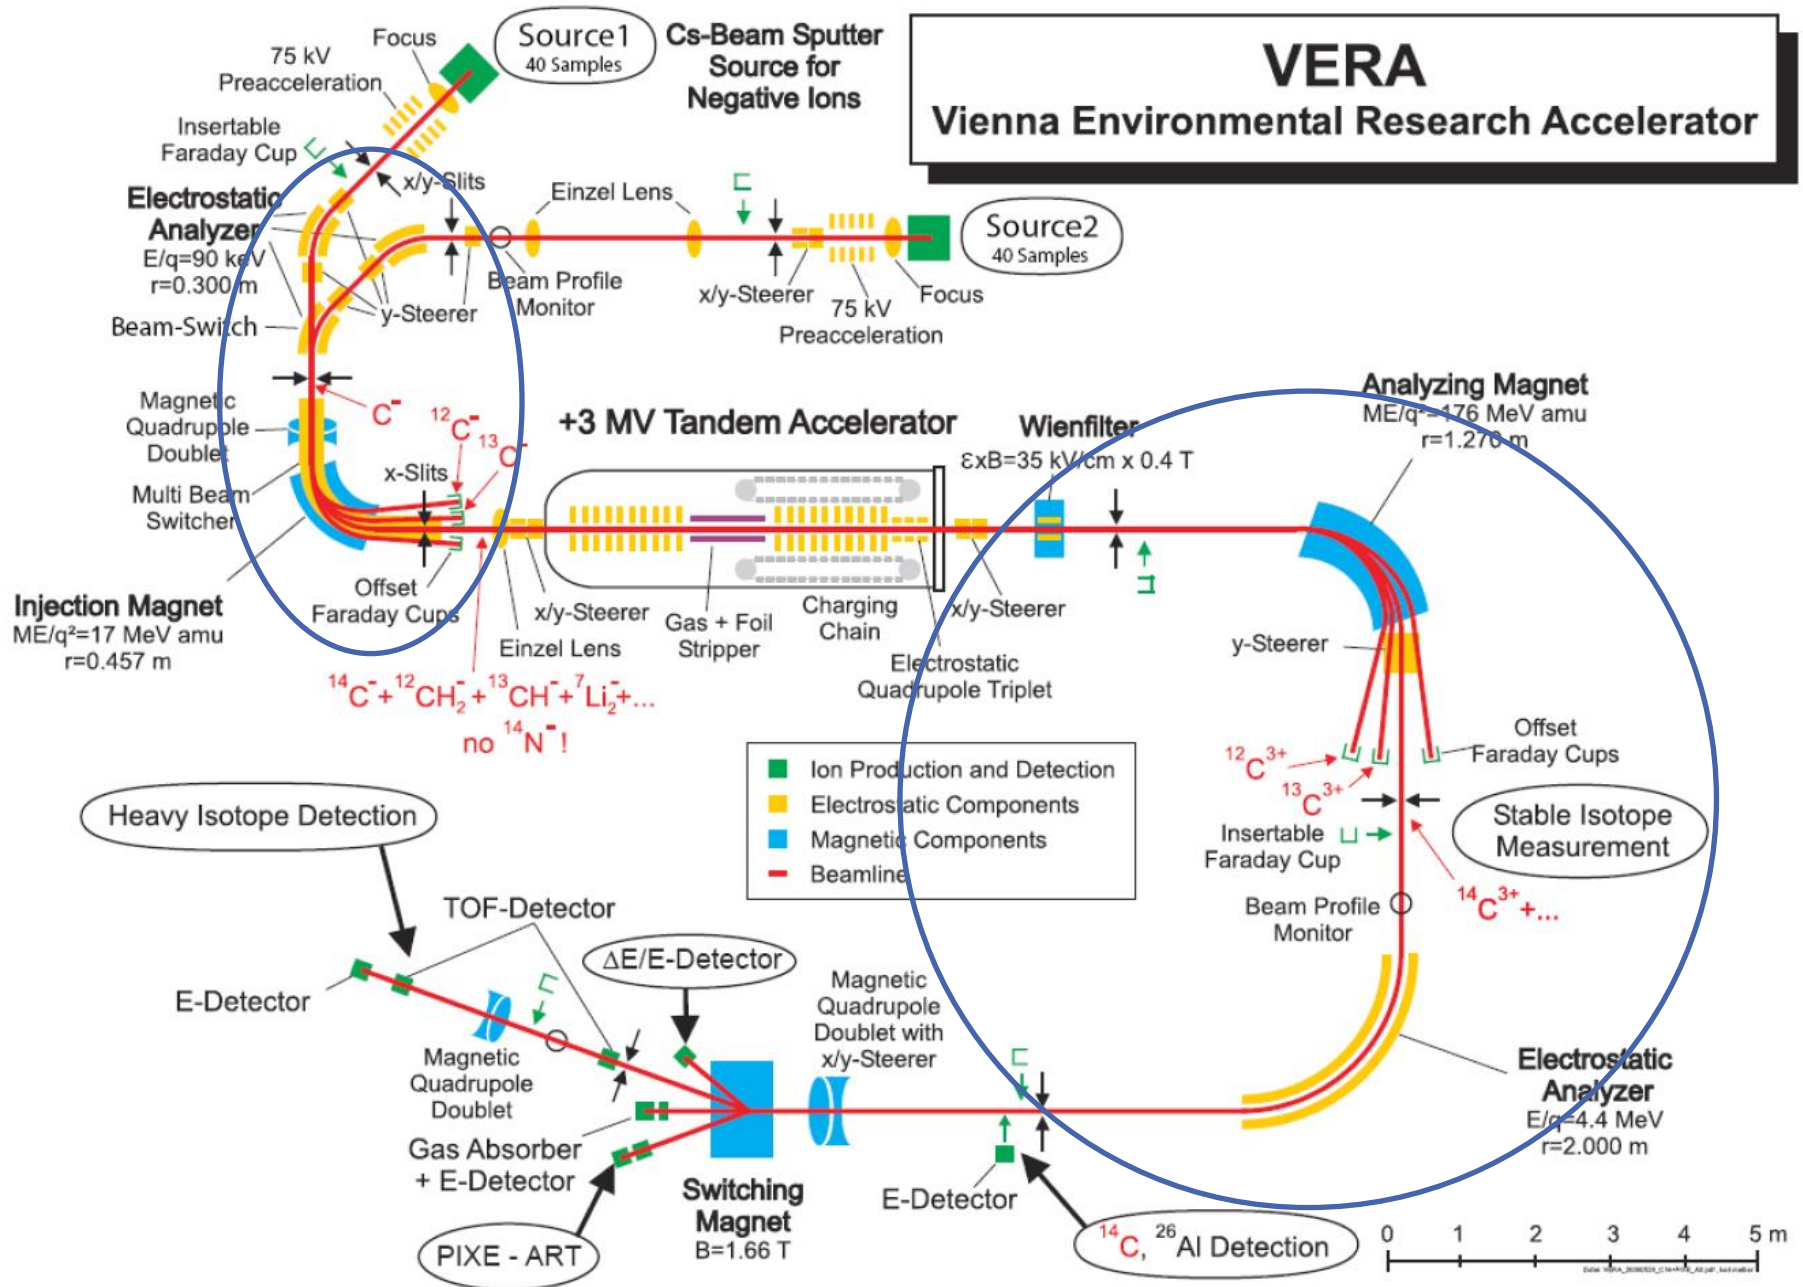 VERA
Vienna Environmental Research Accelerator
Source1
40 Samples
Cs-Beam Sputter
Source for
Negative Ions
Focus
75 kV
Preacceleration
Insertable
Faraday Cup
x/y-Slits
Electrostatic
Analyzer
E/q=90 keV
r=0.300 m
Beam-Switch
Einzel Lens
Source2
40 Samples
Beam Profile
Monitor
y-Steerer
x/y-Steerer
75 kV
Preacceleration
Focus
Magnetic
Quadrupole
Doublet
C⁻
¹²C⁻
¹³C⁻
x-Slits
Multi Beam
Switcher
Injection Magnet
ME/q²=17 MeV amu
r=0.457 m
Offset
Faraday Cups
¹⁴C⁻+¹²CH₂⁻+¹³CH⁻+⁷Li₂⁻+...
no ¹⁴N⁻!
+3 MV Tandem Accelerator
x/y-Steerer
Einzel Lens
Gas + Foil
Stripper
Charging
Chain
Electrostatic
Quadrupole Triplet
x/y-Steerer
Wienfilter
ExB=35 kV/cm x 0.4 T
Analyzing Magnet
ME/q²=176 MeV amu
r=1.270 m
y-Steerer
Offset
Faraday Cups
¹²C³⁺
¹³C³⁺
Insertable
Faraday Cup
Stable Isotope
Measurement
¹⁴C³⁺+...
Beam Profile
Monitor
Ion Production and Detection
Electrostatic Components
Magnetic Components
Beamline
Heavy Isotope Detection
TOF-Detector
E-Detector
ΔE/E-Detector
Magnetic
Quadrupole
Doublet
Magnetic
Quadrupole
Doublet with
x/y-Steerer
Gas Absorber
+ E-Detector
PIXE - ART
Switching
Magnet
B=1.66 T
E-Detector
¹⁴C, ²⁶Al Detection
Electrostatic
Analyzer
E/q=4.4 MeV
r=2.000 m
0 1 2 3 4 5 m